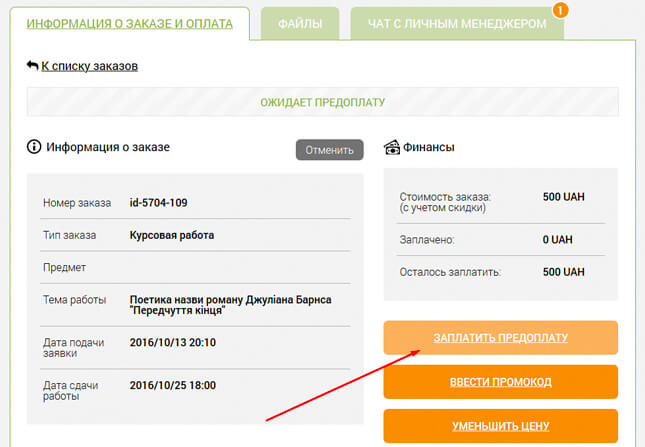 ИНФОРМАЦИЯ О ЗАКАЗЕ И ОПЛАТА
ФАЙЛЫ
ЧАТ С ЛИЧНЫМ МЕНЕДЖЕРОМ
1
К списку заказов
ОЖИДАЕТ ПРЕДОПЛАТУ
Информация о заказе
Отменить
Номер заказа id-5704-109
Тип заказа Курсовая работа
Предмет
Тема работы Поетика назви роману Джуліана Барнса
"Передчуття кінця"
Дата подачи 2016/10/13 20:10
заявки
Дата сдачи 2016/10/25 18:00
работы
Финансы
Стоимость заказа: 500 UAH
(с учетом скидки)
Заплачено: 0 UAH
Осталось заплатить: 500 UAH
ЗАПЛАТИТЬ ПРЕДОПЛАТУ
ВВЕСТИ ПРОМОКОД
УМЕНЬШИТЬ ЦЕНУ